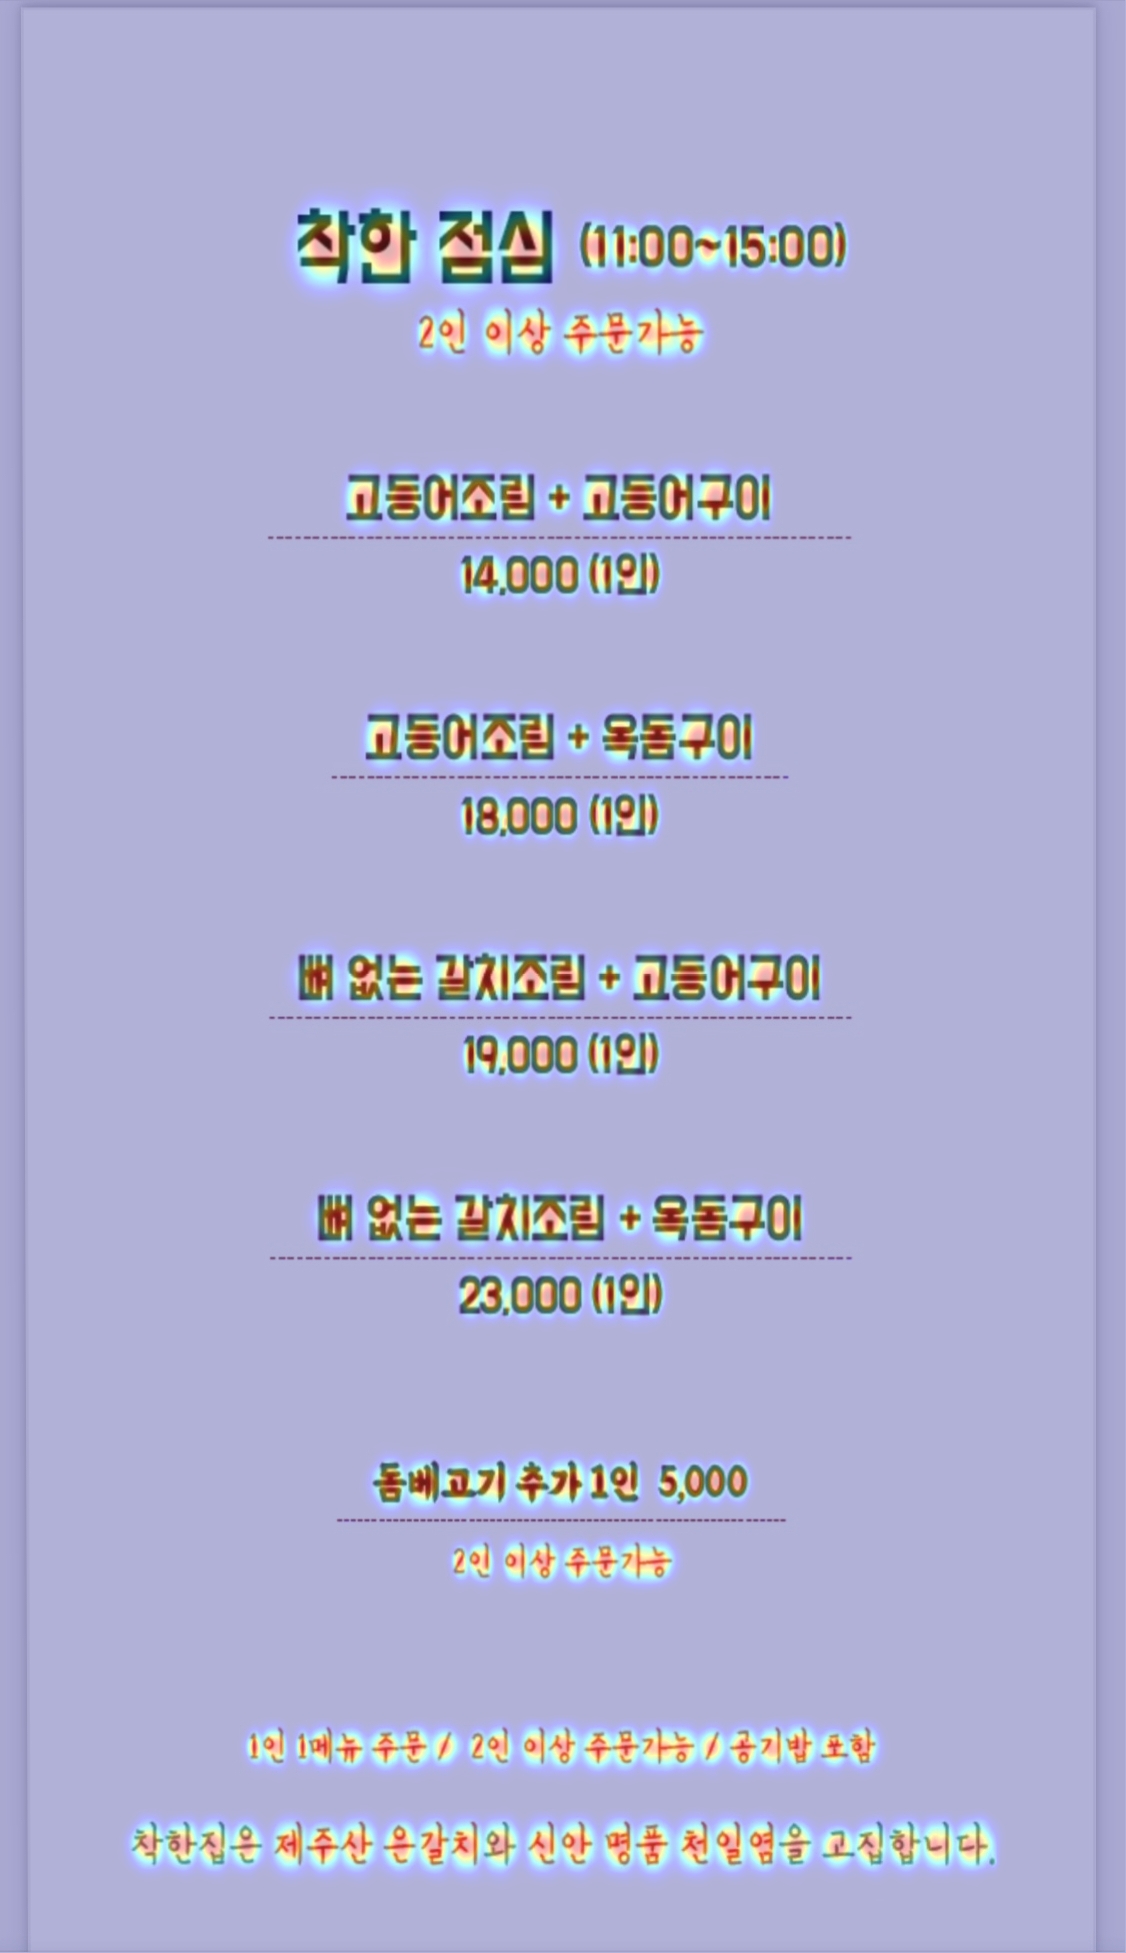 착한 점심 (11:00~15:00)
2인 이상 주문가능
고등어조림 + 고등어구이
14,000 (1인)
고등어조림 + 옥돔구이
18,000 (1인)
뼈 없는 갈치조림 + 고등어구이
19,000 (1인)
뼈 없는 갈치조림 + 옥돔구이
23,000 (1인)
돔베고기 추가 1인 5,000
2인 이상 주문가능
1인 1메뉴 주문 / 2인 이상 주문가능 / 공기밥 포함
착한집은 제주산 은갈치와 신안 명품 천일염을 고집합니다.